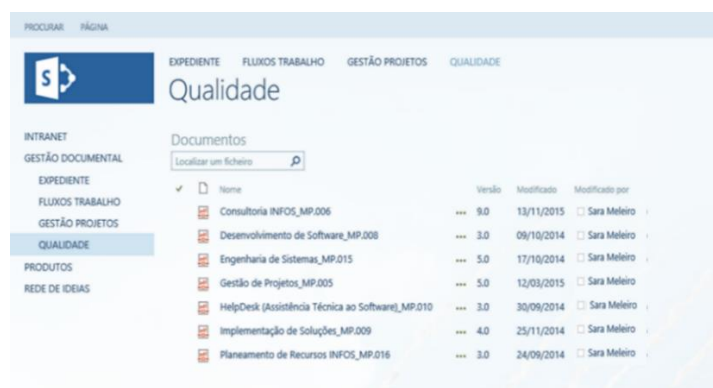 PROCURAR PÁGINA
S
EXPEDIENTE FLUXOS TRABALHO GESTÃO PROJETOS QUALIDADE
Qualidade
INTRANET
GESTÃO DOCUMENTAL
EXPEDIENTE
FLUXOS TRABALHO
GESTÃO PROJETOS
QUALIDADE
PRODUTOS
REDE DE IDEIAS
Documentos
Localizar um ficheiro
Nome Versão Modificado Modificado por
Consultoria INFOS_MP.006 ... 9.0 13/11/2015 Sara Meleiro
Desenvolvimento de Software_MP.008 ... 3.0 09/10/2014 Sara Meleiro
Engenharia de Sistemas_MP.015 ... 5.0 17/10/2014 Sara Meleiro
Gestão de Projetos_MP.005 ... 5.0 12/03/2015 Sara Meleiro
HelpDesk (Assistência Técnica ao Software)_MP.010 ... 3.0 30/09/2014 Sara Meleiro
Implementação de Soluções_MP.009 ... 4.0 25/11/2014 Sara Meleiro
Planeamento de Recursos INFOS_MP.016 ... 3.0 24/09/2014 Sara Meleiro